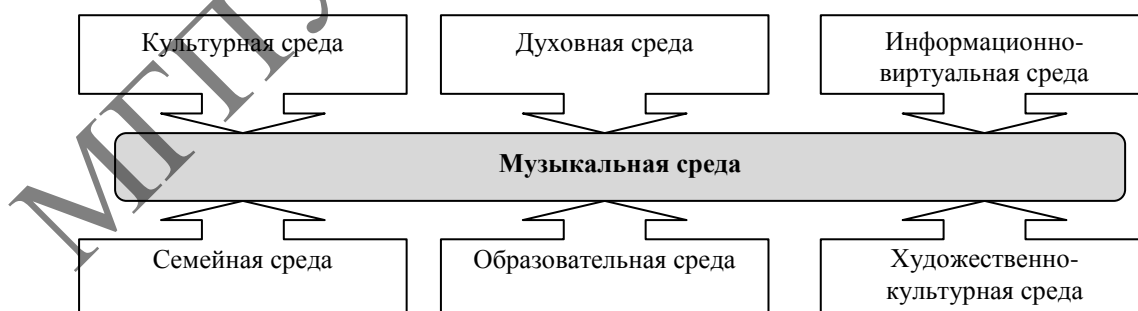 Культурная среда
Духовная среда
Информационно-
виртуальная среда
Музыкальная среда
Семейная среда
Образовательная среда
Художественно-
культурная среда